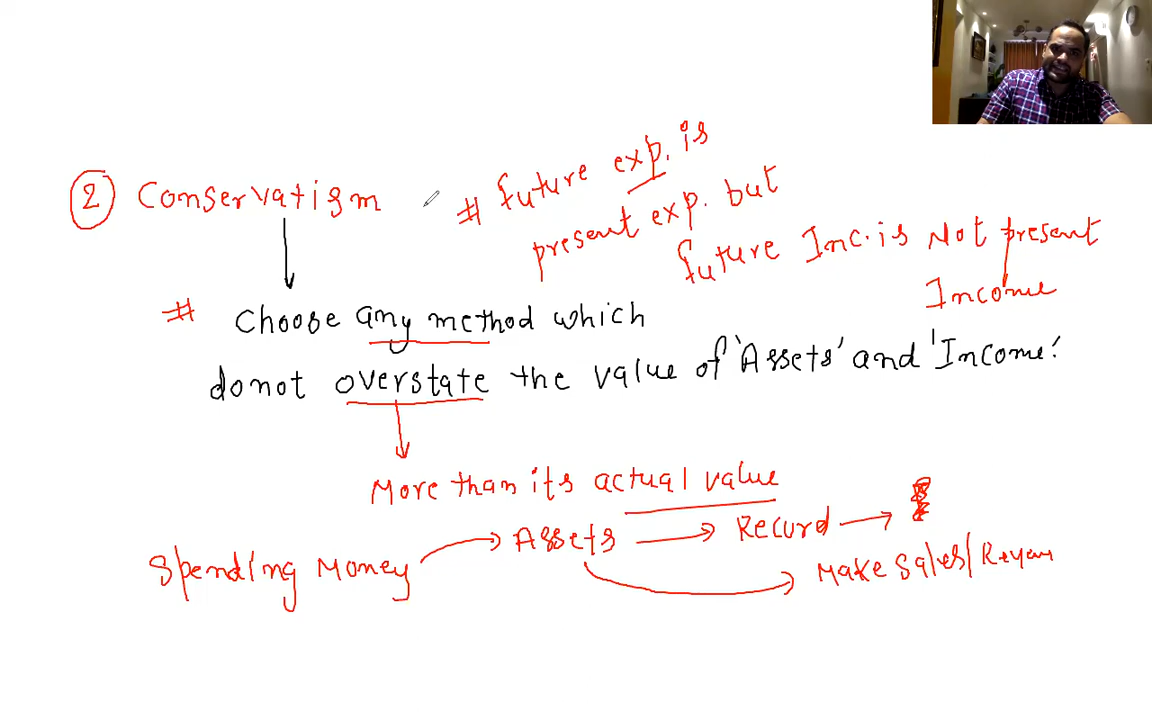 ② Conservatism
# future exp. is
present exp. but
future Inc. is Not present
Income
# Choose any method which
donot overstate the value of 'Assets' and 'Income'.
More than its actual value
Spending Money → Assets → Record →
Make Sales/